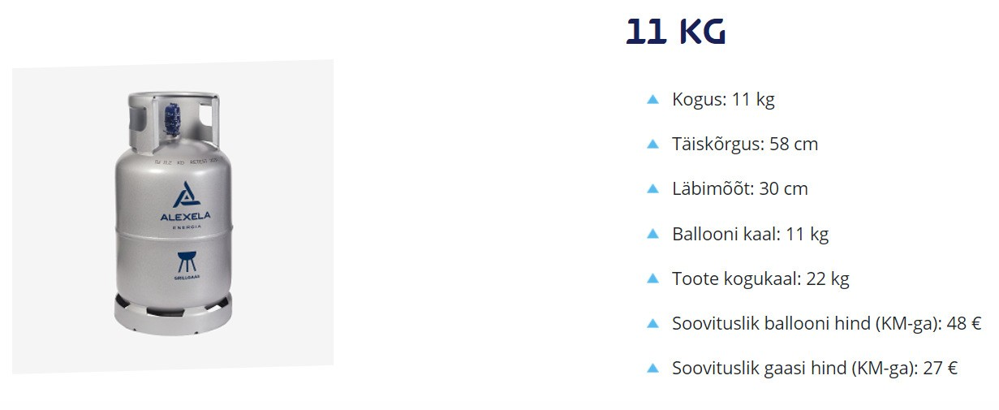 11 KG
Kogus: 11 kg
Täiskõrgus: 58 cm
Läbimõõt: 30 cm
Ballooni kaal: 11 kg
Toote kogukaal: 22 kg
Soovituslik ballooni hind (KM-ga): 48 €
Soovituslik gaasi hind (KM-ga): 27 €
ALEXELA
ENERGIA
GRILLGAAS